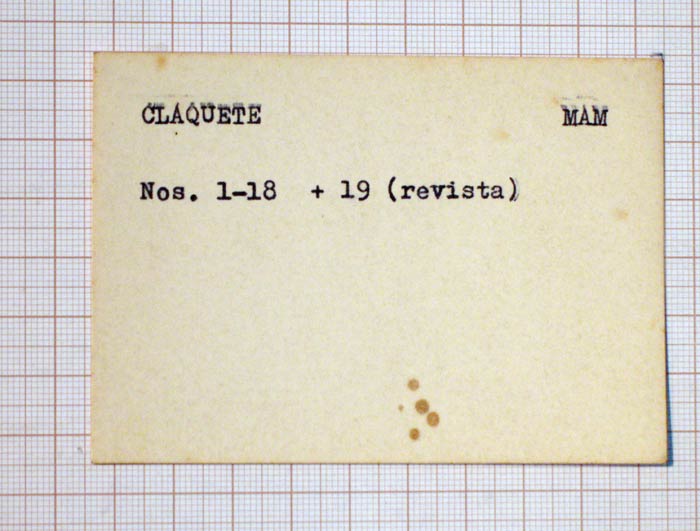 CLAQUETE MAM
Nos. 1-18 + 19 (revista)